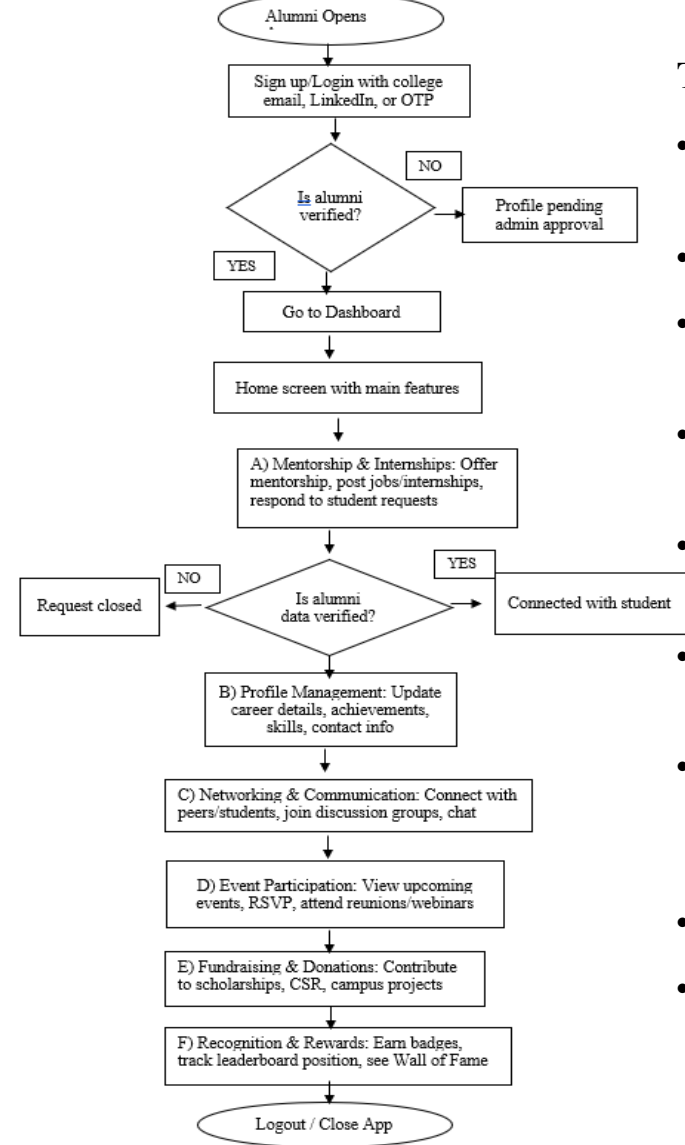 Alumni Opens
Sign up/Login with college
email, LinkedIn, or OTP
NO
Is alumni
verified?
Profile pending
admin approval
YES
Go to Dashboard
Home screen with main features
A) Mentorship & Internships: Offer
mentorship, post jobs/internships,
respond to student requests
YES
NO
Is alumni
data verified?
Request closed
Connected with student
B) Profile Management: Update
career details, achievements,
skills, contact info
C) Networking & Communication: Connect with
peers/students, join discussion groups, chat
D) Event Participation: View upcoming
events, RSVP, attend reunions/webinars
E) Fundraising & Donations: Contribute
to scholarships, CSR, campus projects
F) Recognition & Rewards: Earn badges,
track leaderboard position, see Wall of Fame
Logout / Close App